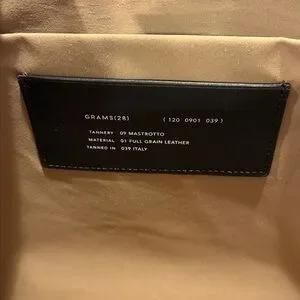 GRAMS(28) ( 120 0901 039 )
TANNERY 09 MASTROTTO
MATERIAL 01 FULL GRAIN LEATHER
TANNED IN 039 ITALY